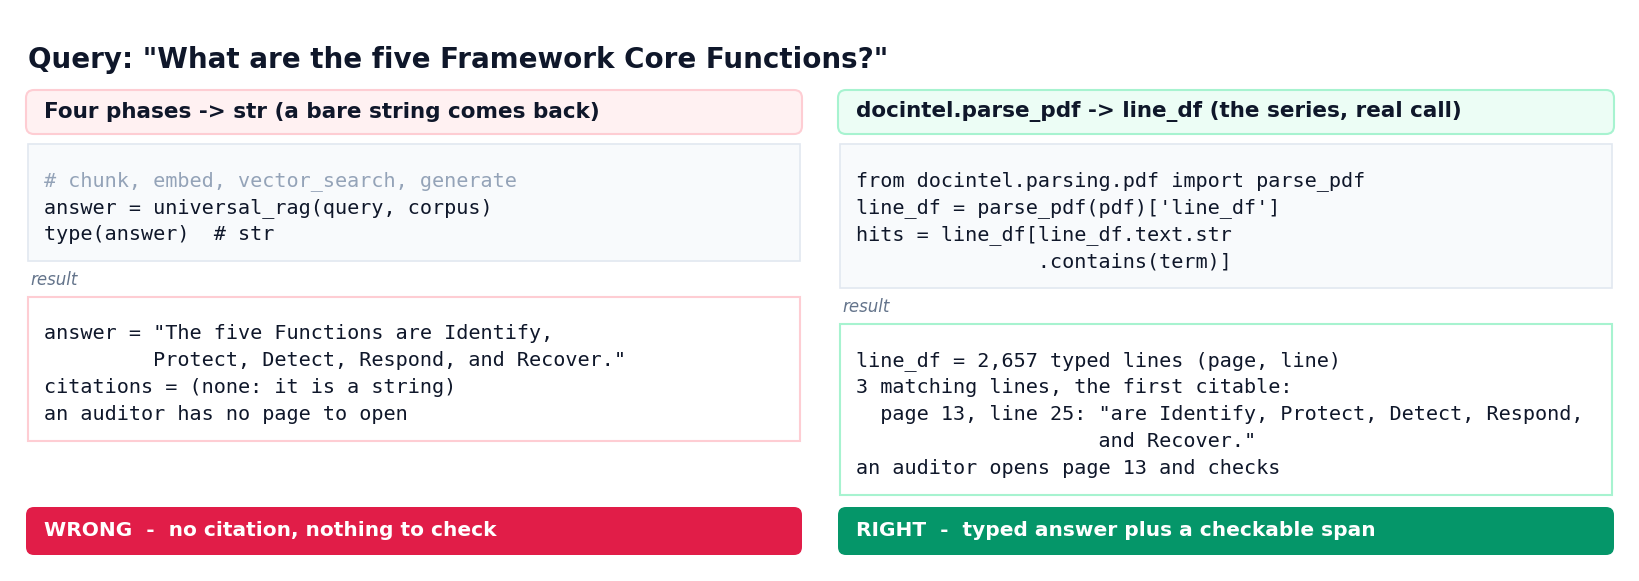 Query: "What are the five Framework Core Functions?"
Four phases -> str (a bare string comes back)
# chunk, embed, vector_search, generate
answer = universal_rag(query, corpus)
type(answer)  # str
result
answer = "The five Functions are Identify,
         Protect, Detect, Respond, and Recover."
citations = (none: it is a string)
an auditor has no page to open
WRONG  -  no citation, nothing to check
docintel.parse_pdf -> line_df (the series, real call)
from docintel.parsing.pdf import parse_pdf
line_df = parse_pdf(pdf)['line_df']
hits = line_df[line_df.text.str
               .contains(term)]
result
line_df = 2,657 typed lines (page, line)
3 matching lines, the first citable:
  page 13, line 25: "are Identify, Protect, Detect, Respond,
                    and Recover."
an auditor opens page 13 and checks
RIGHT  -  typed answer plus a checkable span